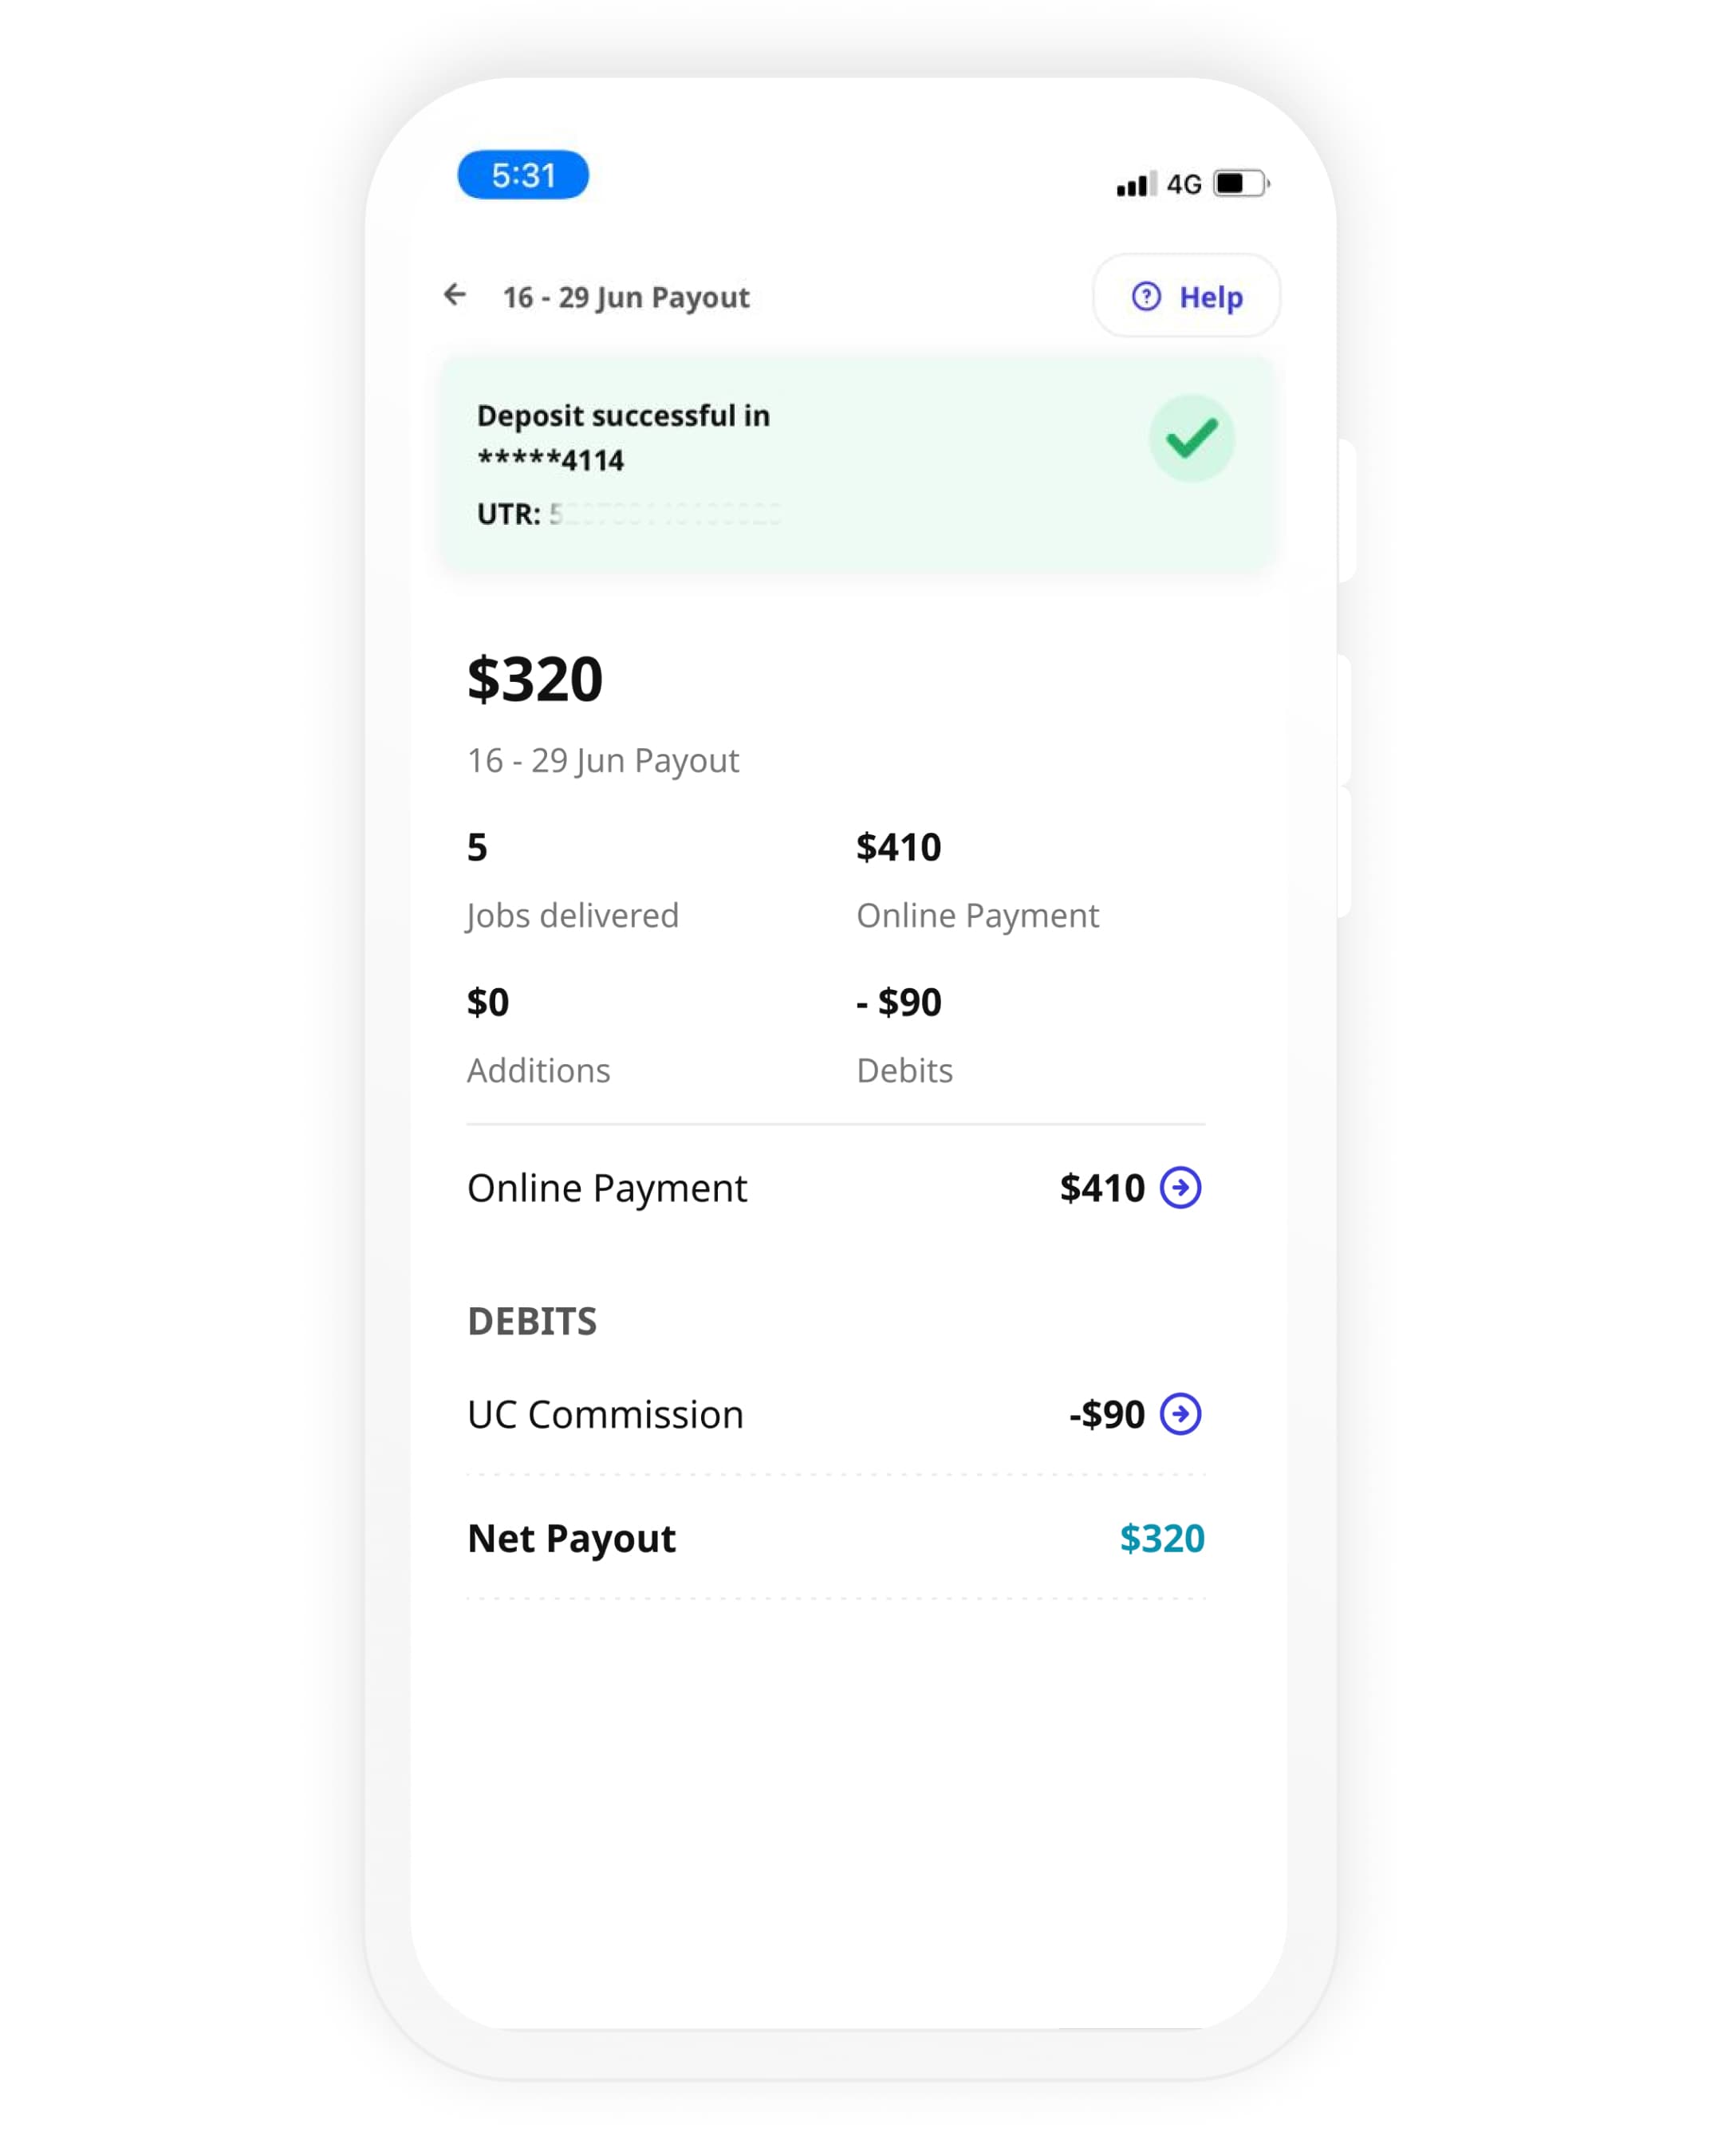 5:31
4G
16 - 29 Jun Payout
Help
Deposit successful in
*****4114
UTR:
$320
16 - 29 Jun Payout
5
$410
Jobs delivered
Online Payment
$0
- $90
Additions
Debits
Online Payment
$410
DEBITS
UC Commission
-$90
Net Payout
$320